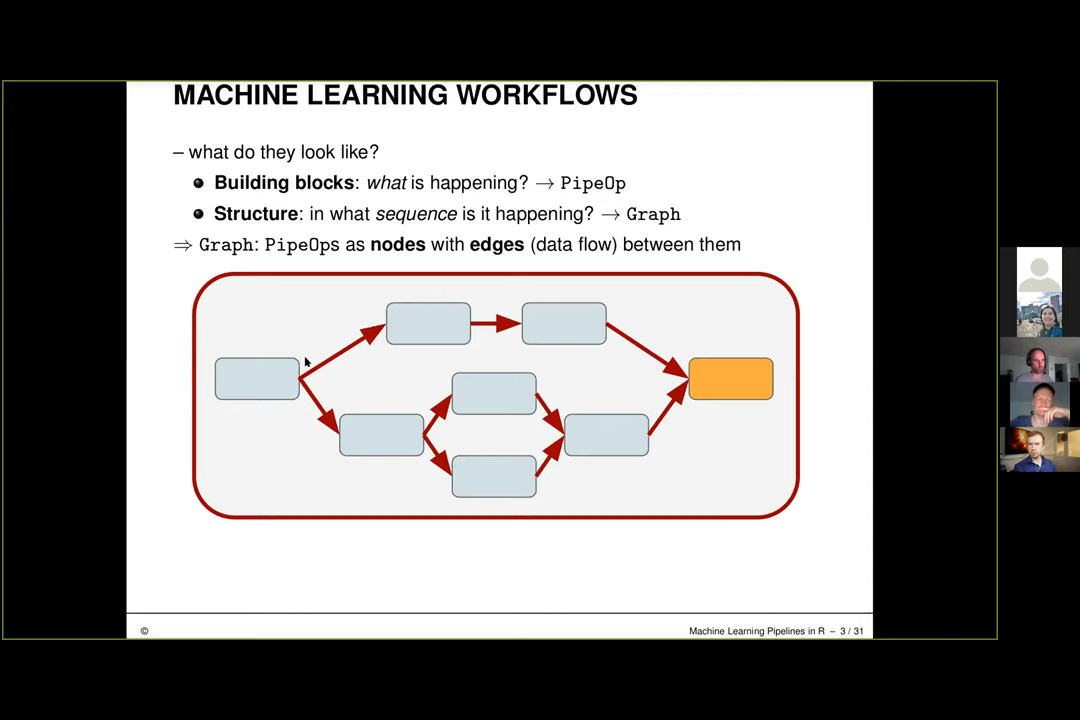 MACHINE LEARNING WORKFLOWS
– what do they look like?
Building blocks: what is happening? → PipeOp
Structure: in what sequence is it happening? → Graph
⇒ Graph: PipeOps as nodes with edges (data flow) between them
© Machine Learning Pipelines in R – 3 / 31